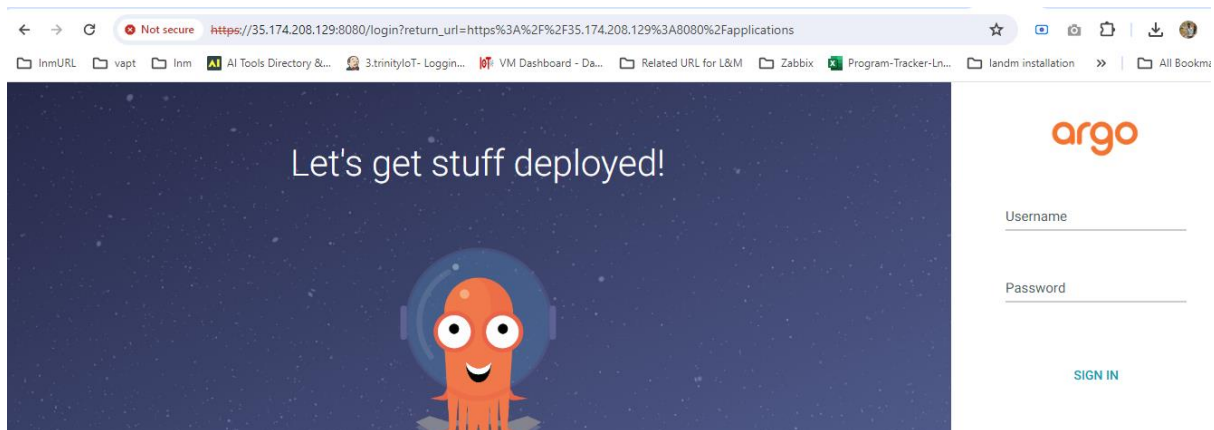 Not secure https://35.174.208.129:8080/login?return_url=https%3A%2F%2F35.174.208.129%3A8080%2Fapplications
InmURL vapt Inm AI AI Tools Directory &... 3.trinityIoT- Loggin... IoT VM Dashboard - Da... Related URL for L&M Zabbix Program-Tracker-Ln... landm installation » All Bookma
Let's get stuff deployed!
argo
Username
Password
SIGN IN